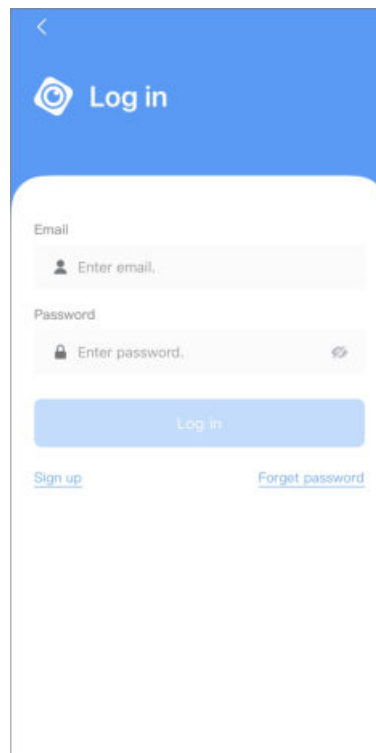 Log in
Email
Enter email.
Password
Enter password.
Log in
Sign up
Forget password